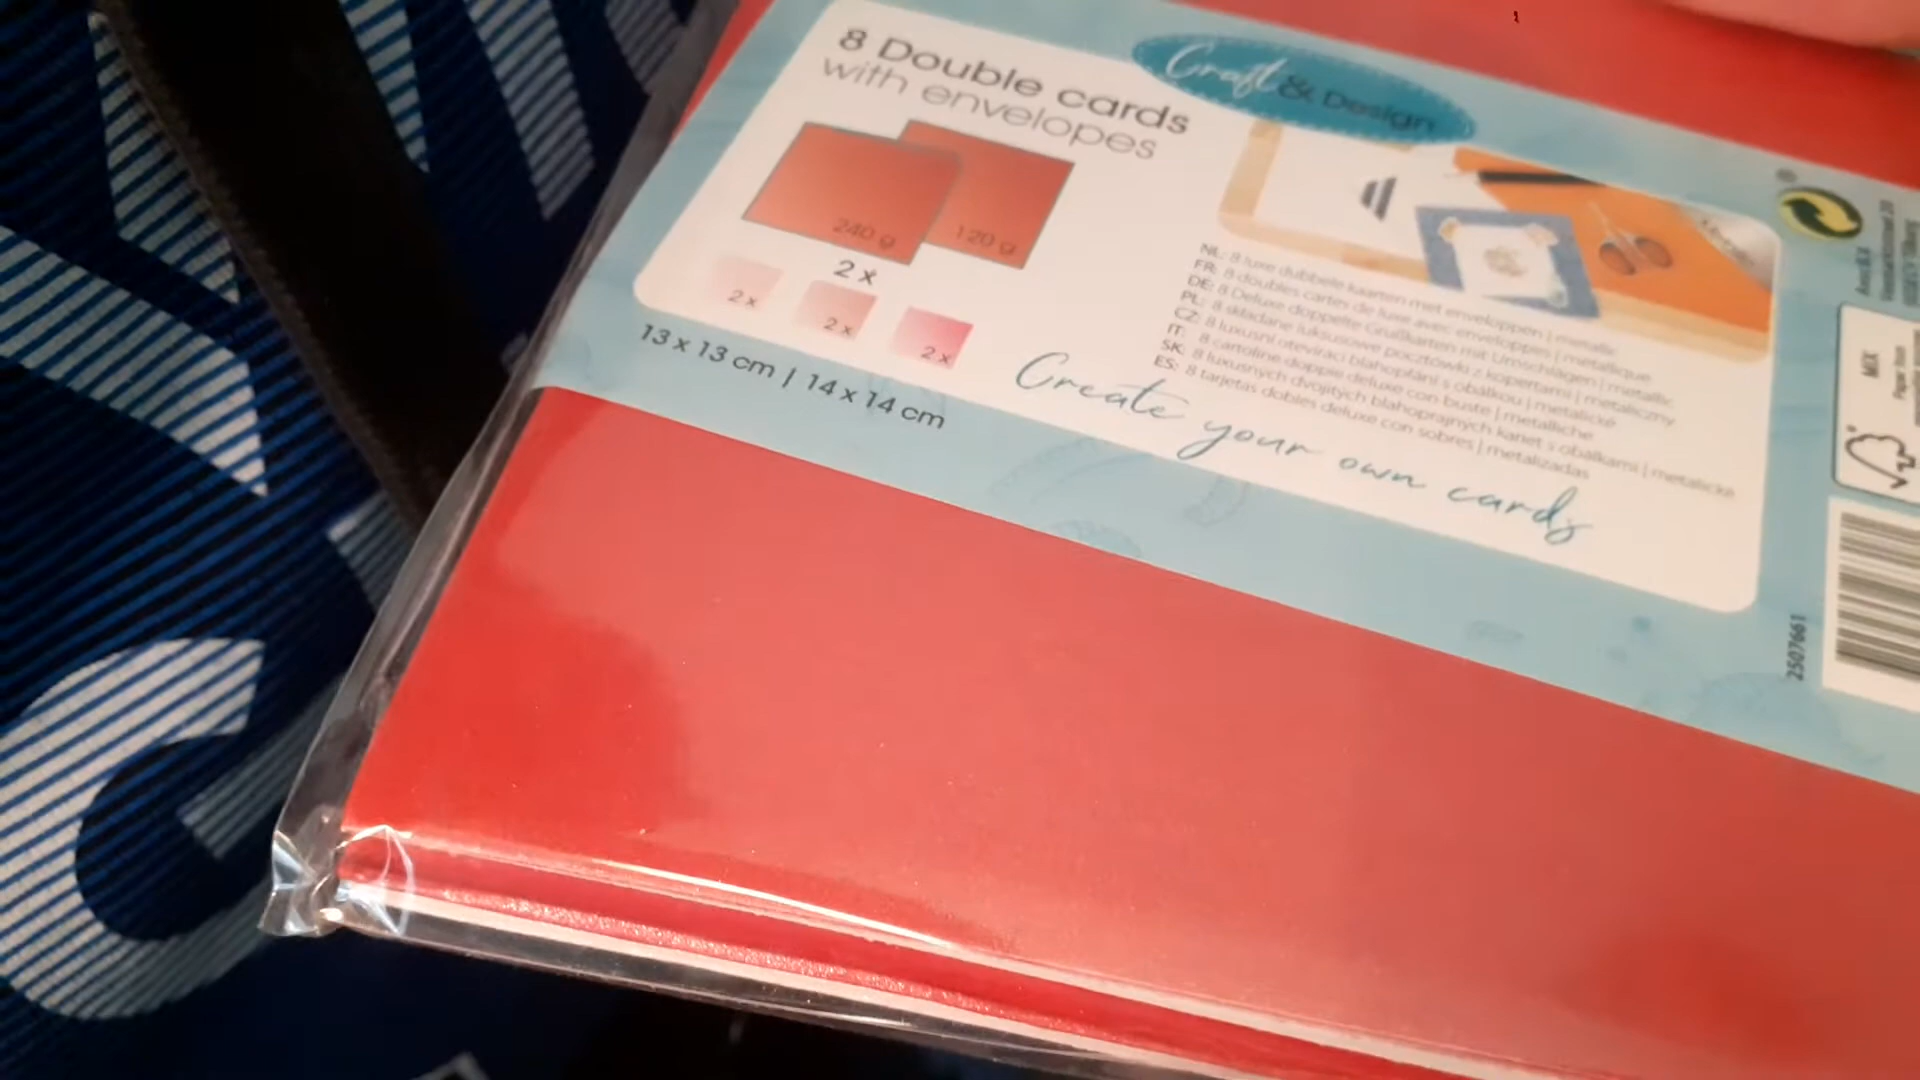 8 Double cards
with envelopes
Craft & Design
240 g
120 g
2 x
2 x
2 x
2 x
13 x 13 cm | 14 x 14 cm
NL: 8 luxe dubbele kaarten met enveloppen | metallic
FR: 8 doubles cartes de luxe avec enveloppes | métallique
DE: 8 Deluxe doppelte Grußkarten mit Umschlägen | metallic
PL: 8 składane luksusowe pocztówki z kopertami | metaliczny
CZ: 8 luxusní otevírací blahopřání s obálkou | metalické
IT: 8 cartoline doppie deluxe con buste | metalliche
SK: 8 luxusných dvojitých blahoprajných kariet s obálkami | metalické
ES: 8 tarjetas dobles deluxe con sobres | metalizadas
Create your own cards
MIX
2507661